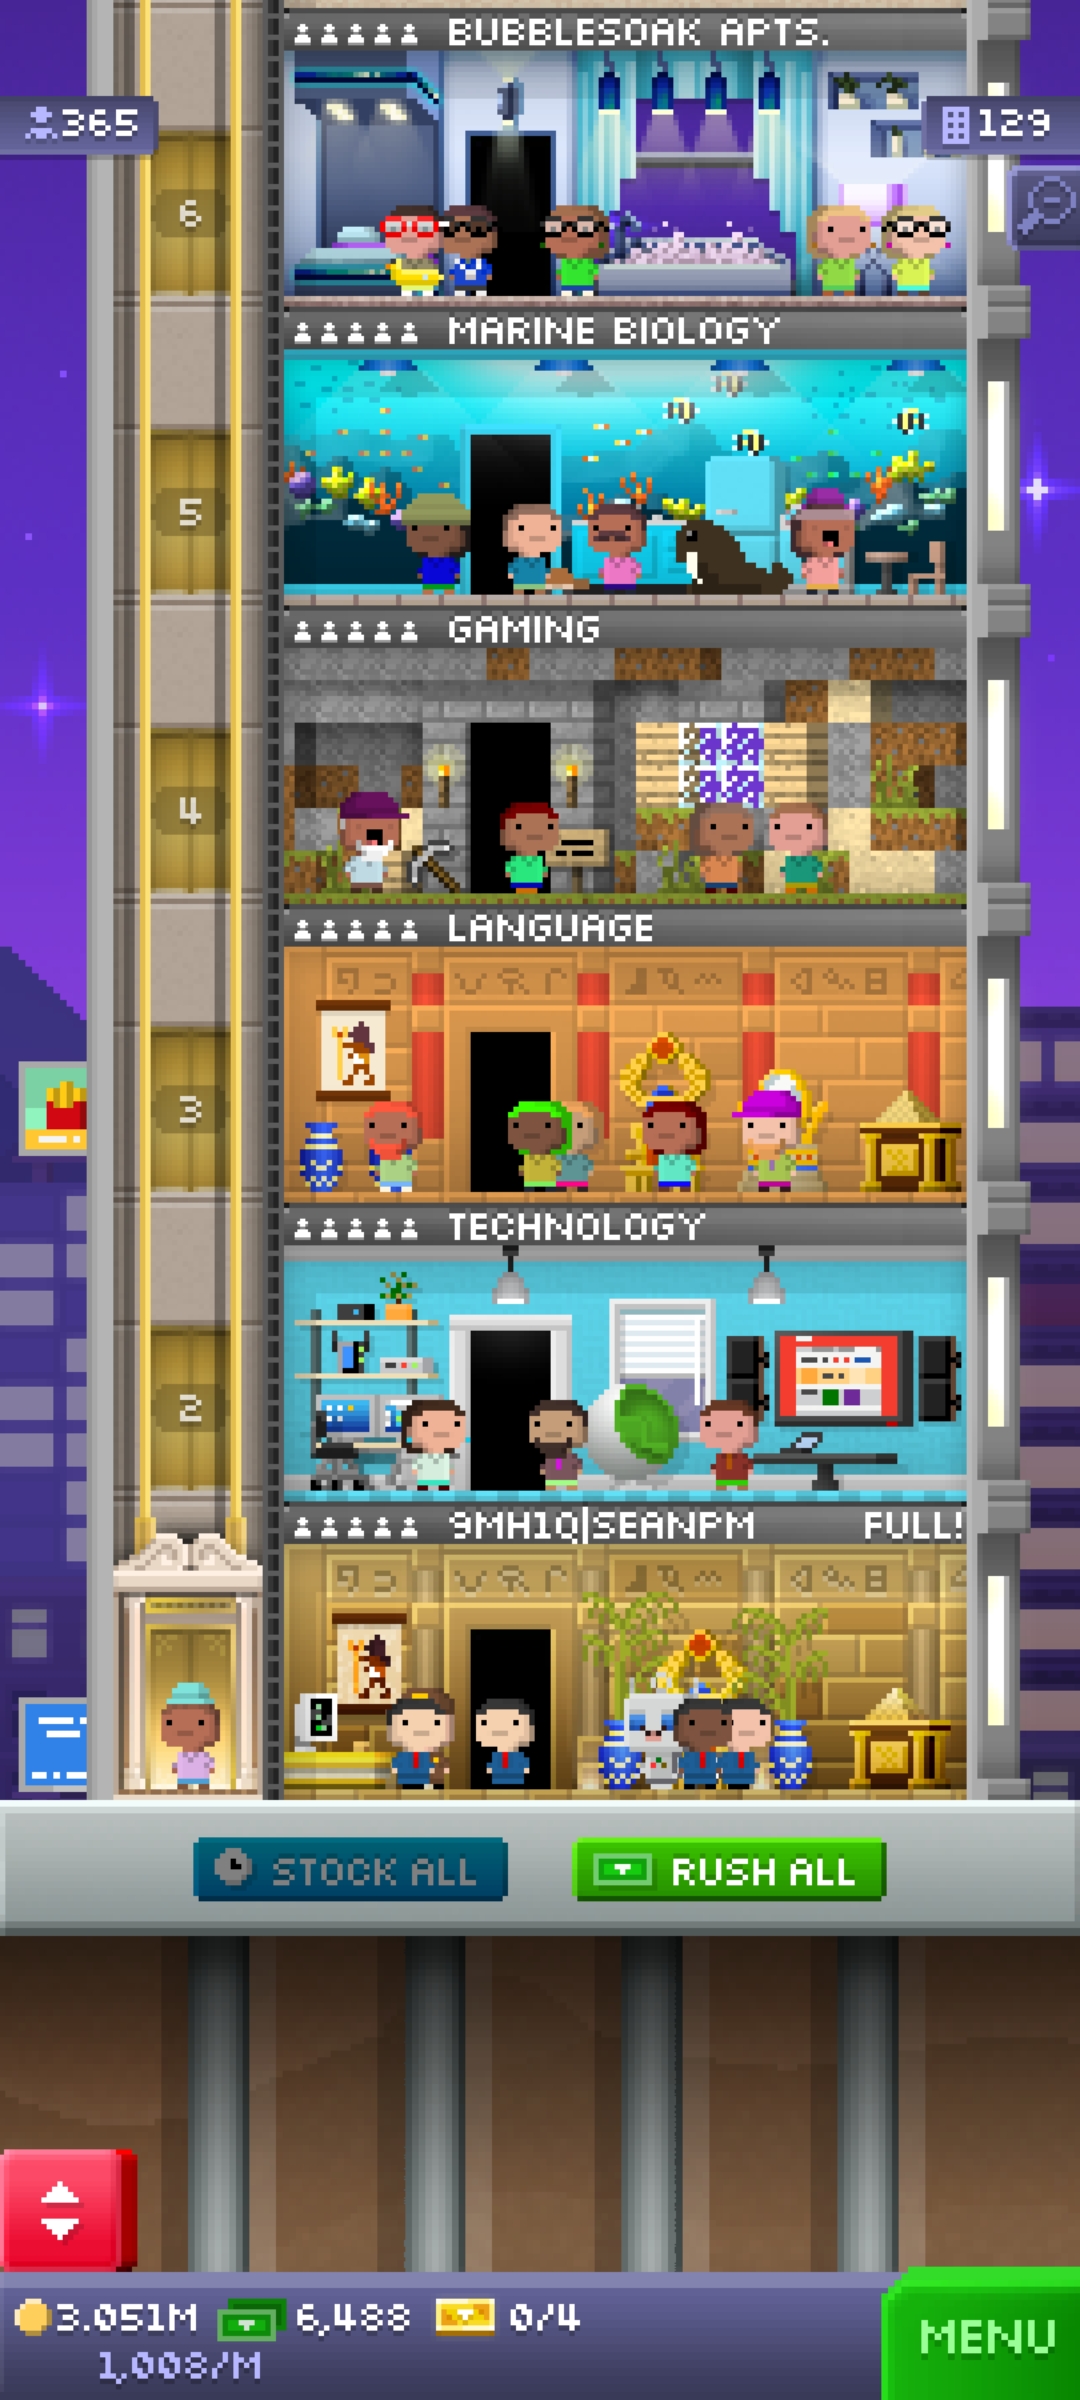 BUBBLESOAK APTS.
365
129
6
MARINE BIOLOGY
5
GAMING
4
LANGUAGE
3
TECHNOLOGY
2
9MH1Q|SEANPM FULL!
STOCK ALL
RUSH ALL
3.051M 6,488 0/4
1,008/M
MENU